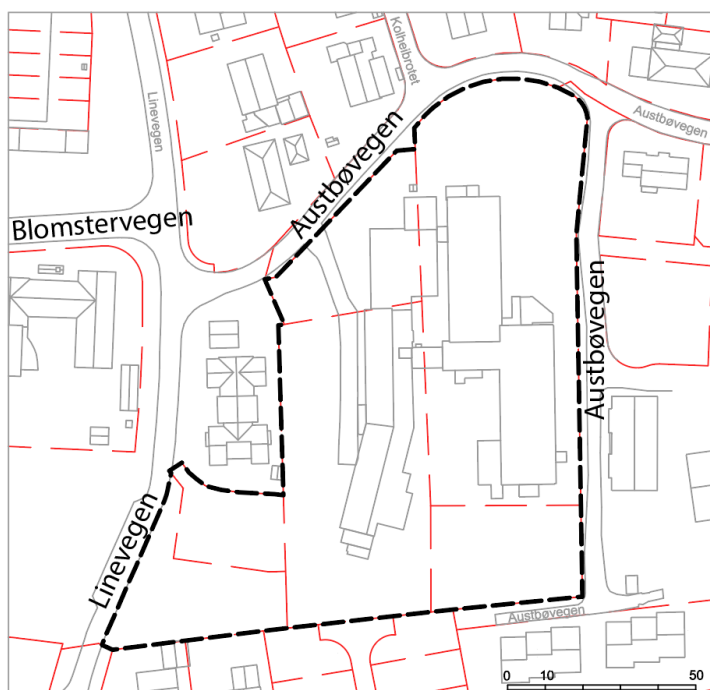 Kolheibrotet
Linevegen
Austbøvegen
Austbøvegen
Blomstervegen
Austbøvegen
Linevegen
Austbøvegen
0 10 50